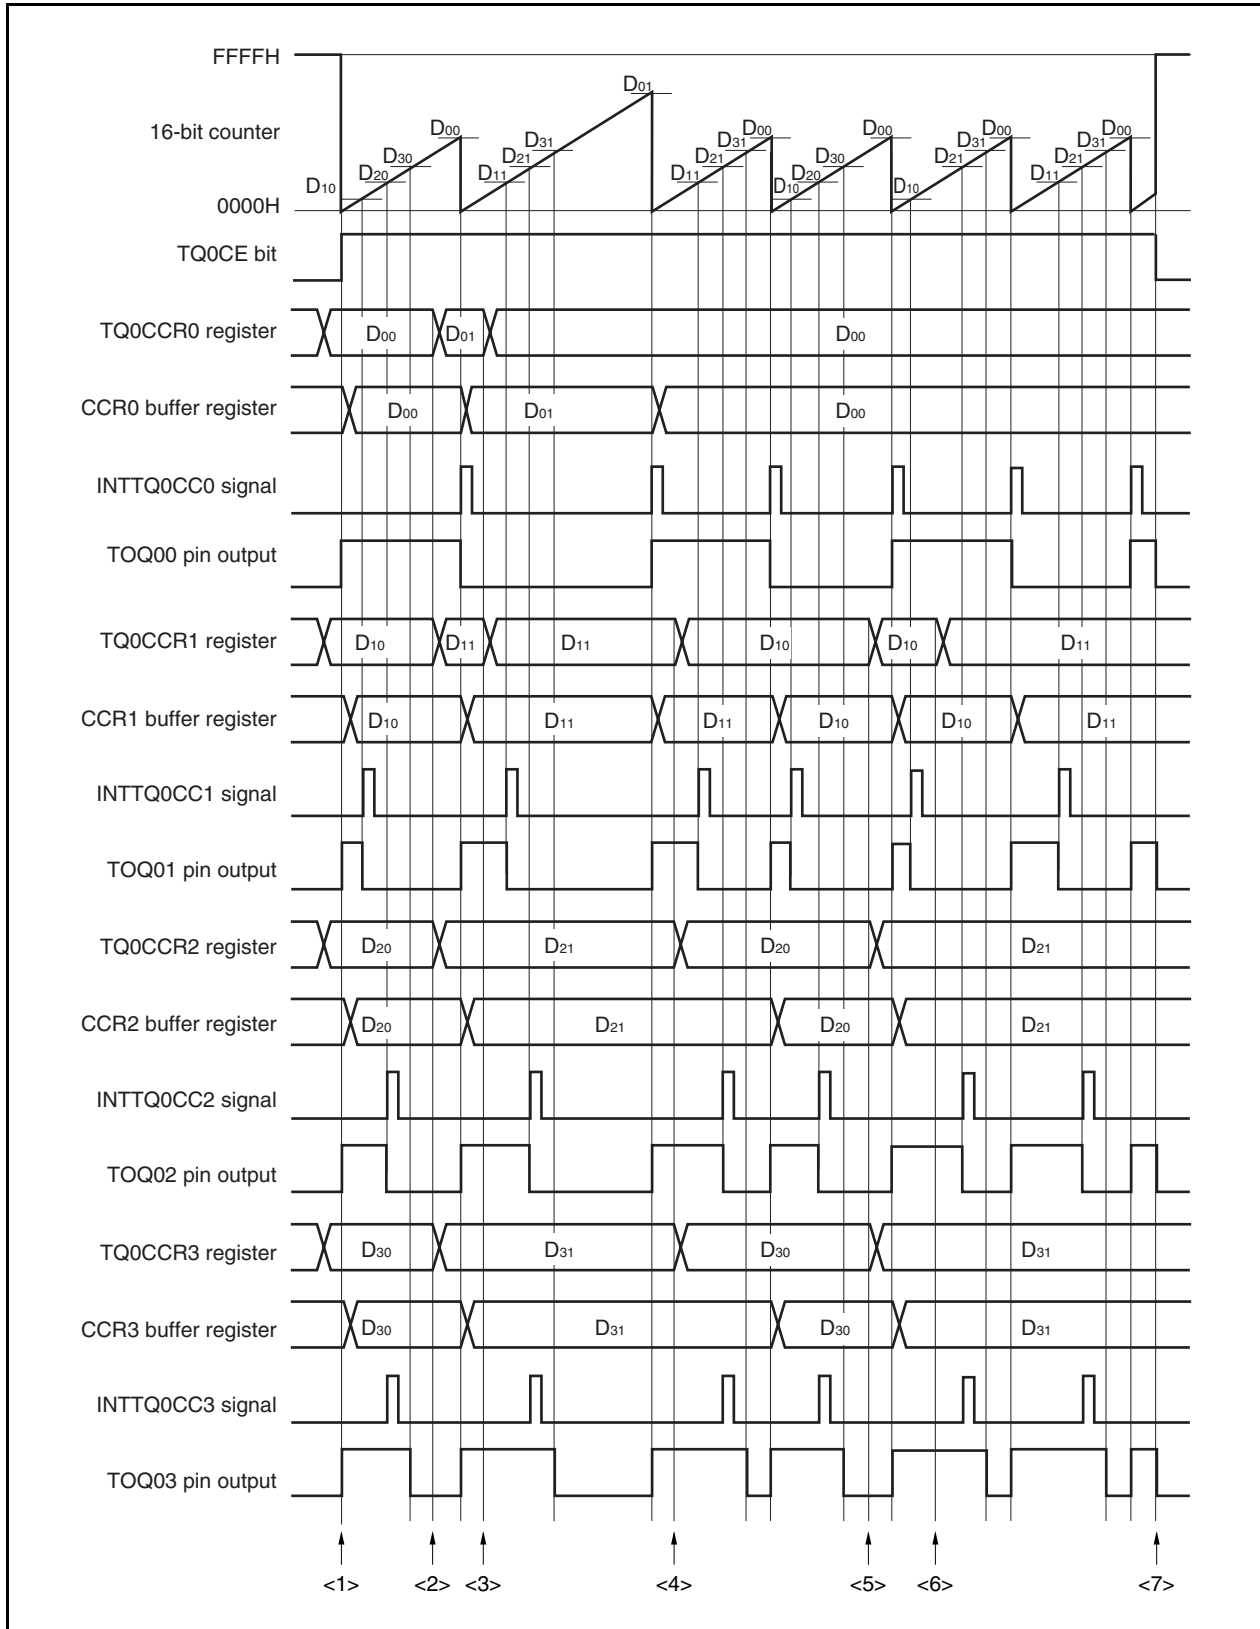 FFFFH
16-bit counter
0000H
D10 D20 D30 D00 D11 D21 D31 D01 D11 D21 D31 D00 D10 D20 D30 D00 D10 D21 D31 D00 D11 D21 D31 D00
TQ0CE bit
TQ0CCR0 register D00 D01 D00
CCR0 buffer register D00 D01 D00
INTTQ0CC0 signal
TOQ00 pin output
TQ0CCR1 register D10 D11 D11 D10 D10 D11
CCR1 buffer register D10 D11 D11 D10 D10 D11
INTTQ0CC1 signal
TOQ01 pin output
TQ0CCR2 register D20 D21 D20 D21
CCR2 buffer register D20 D21 D20 D21
INTTQ0CC2 signal
TOQ02 pin output
TQ0CCR3 register D30 D31 D30 D31
CCR3 buffer register D30 D31 D30 D31
INTTQ0CC3 signal
TOQ03 pin output
<1> <2> <3> <4> <5> <6> <7>